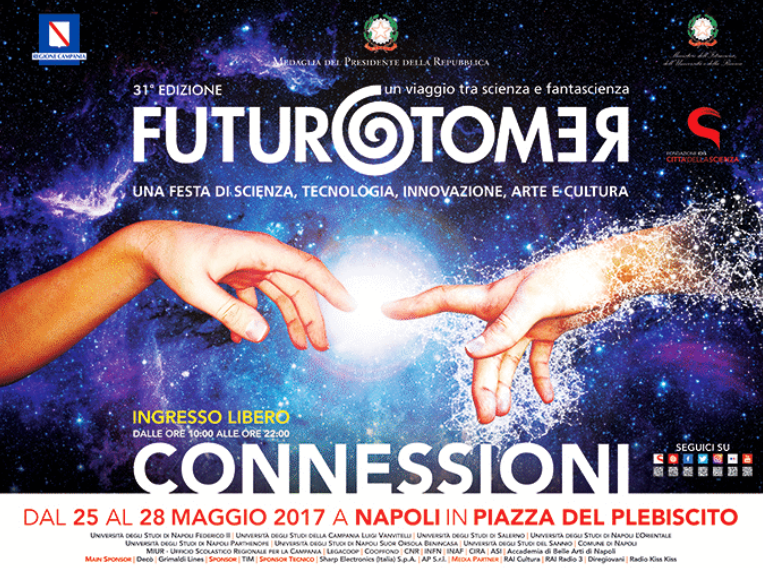 REGIONE CAMPANIA
MEDAGLIA DEL PRESIDENTE DELLA REPUBBLICA
Ministero dell'Istruzione,
dell'Università e della Ricerca
31° EDIZIONE
un viaggio tra scienza e fantascienza
FUTUROTOMER
UNA FESTA DI SCIENZA, TECNOLOGIA, INNOVAZIONE, ARTE E CULTURA
FONDAZIONE IDIS
CITTÀ DELLA SCIENZA
INGRESSO LIBERO
DALLE ORE 10:00 ALLE ORE 22:00
CONNESSIONI
SEGUICI SU
DAL 25 AL 28 MAGGIO 2017 A NAPOLI IN PIAZZA DEL PLEBISCITO
UNIVERSITÀ DEGLI STUDI DI NAPOLI FEDERICO II | UNIVERSITÀ DEGLI STUDI DELLA CAMPANIA LUIGI VANVITELLI | UNIVERSITÀ DEGLI STUDI DI SALERNO | UNIVERSITÀ DEGLI STUDI DI NAPOLI L'ORIENTALE
UNIVERSITÀ DEGLI STUDI DI NAPOLI PARTHENOPE | UNIVERSITÀ DEGLI STUDI DI NAPOLI SUOR ORSOLA BENINCASA | UNIVERSITÀ DEGLI STUDI DEL SANNIO | COMUNE DI NAPOLI
MIUR - UFFICIO SCOLASTICO REGIONALE PER LA CAMPANIA | LEGACOOP | COOPFOND | CNR | INFN | INAF | CIRA | ASI | Accademia di Belle Arti di Napoli
MAIN SPONSOR | Decò | Grimaldi Lines | SPONSOR | TIM | SPONSOR TECNICO | Sharp Electronics (Italia) S.p.A. | AP S.r.l. | MEDIA PARTNER | RAI Cultura | RAI Radio 3 | Diregiovani | Radio Kiss Kiss